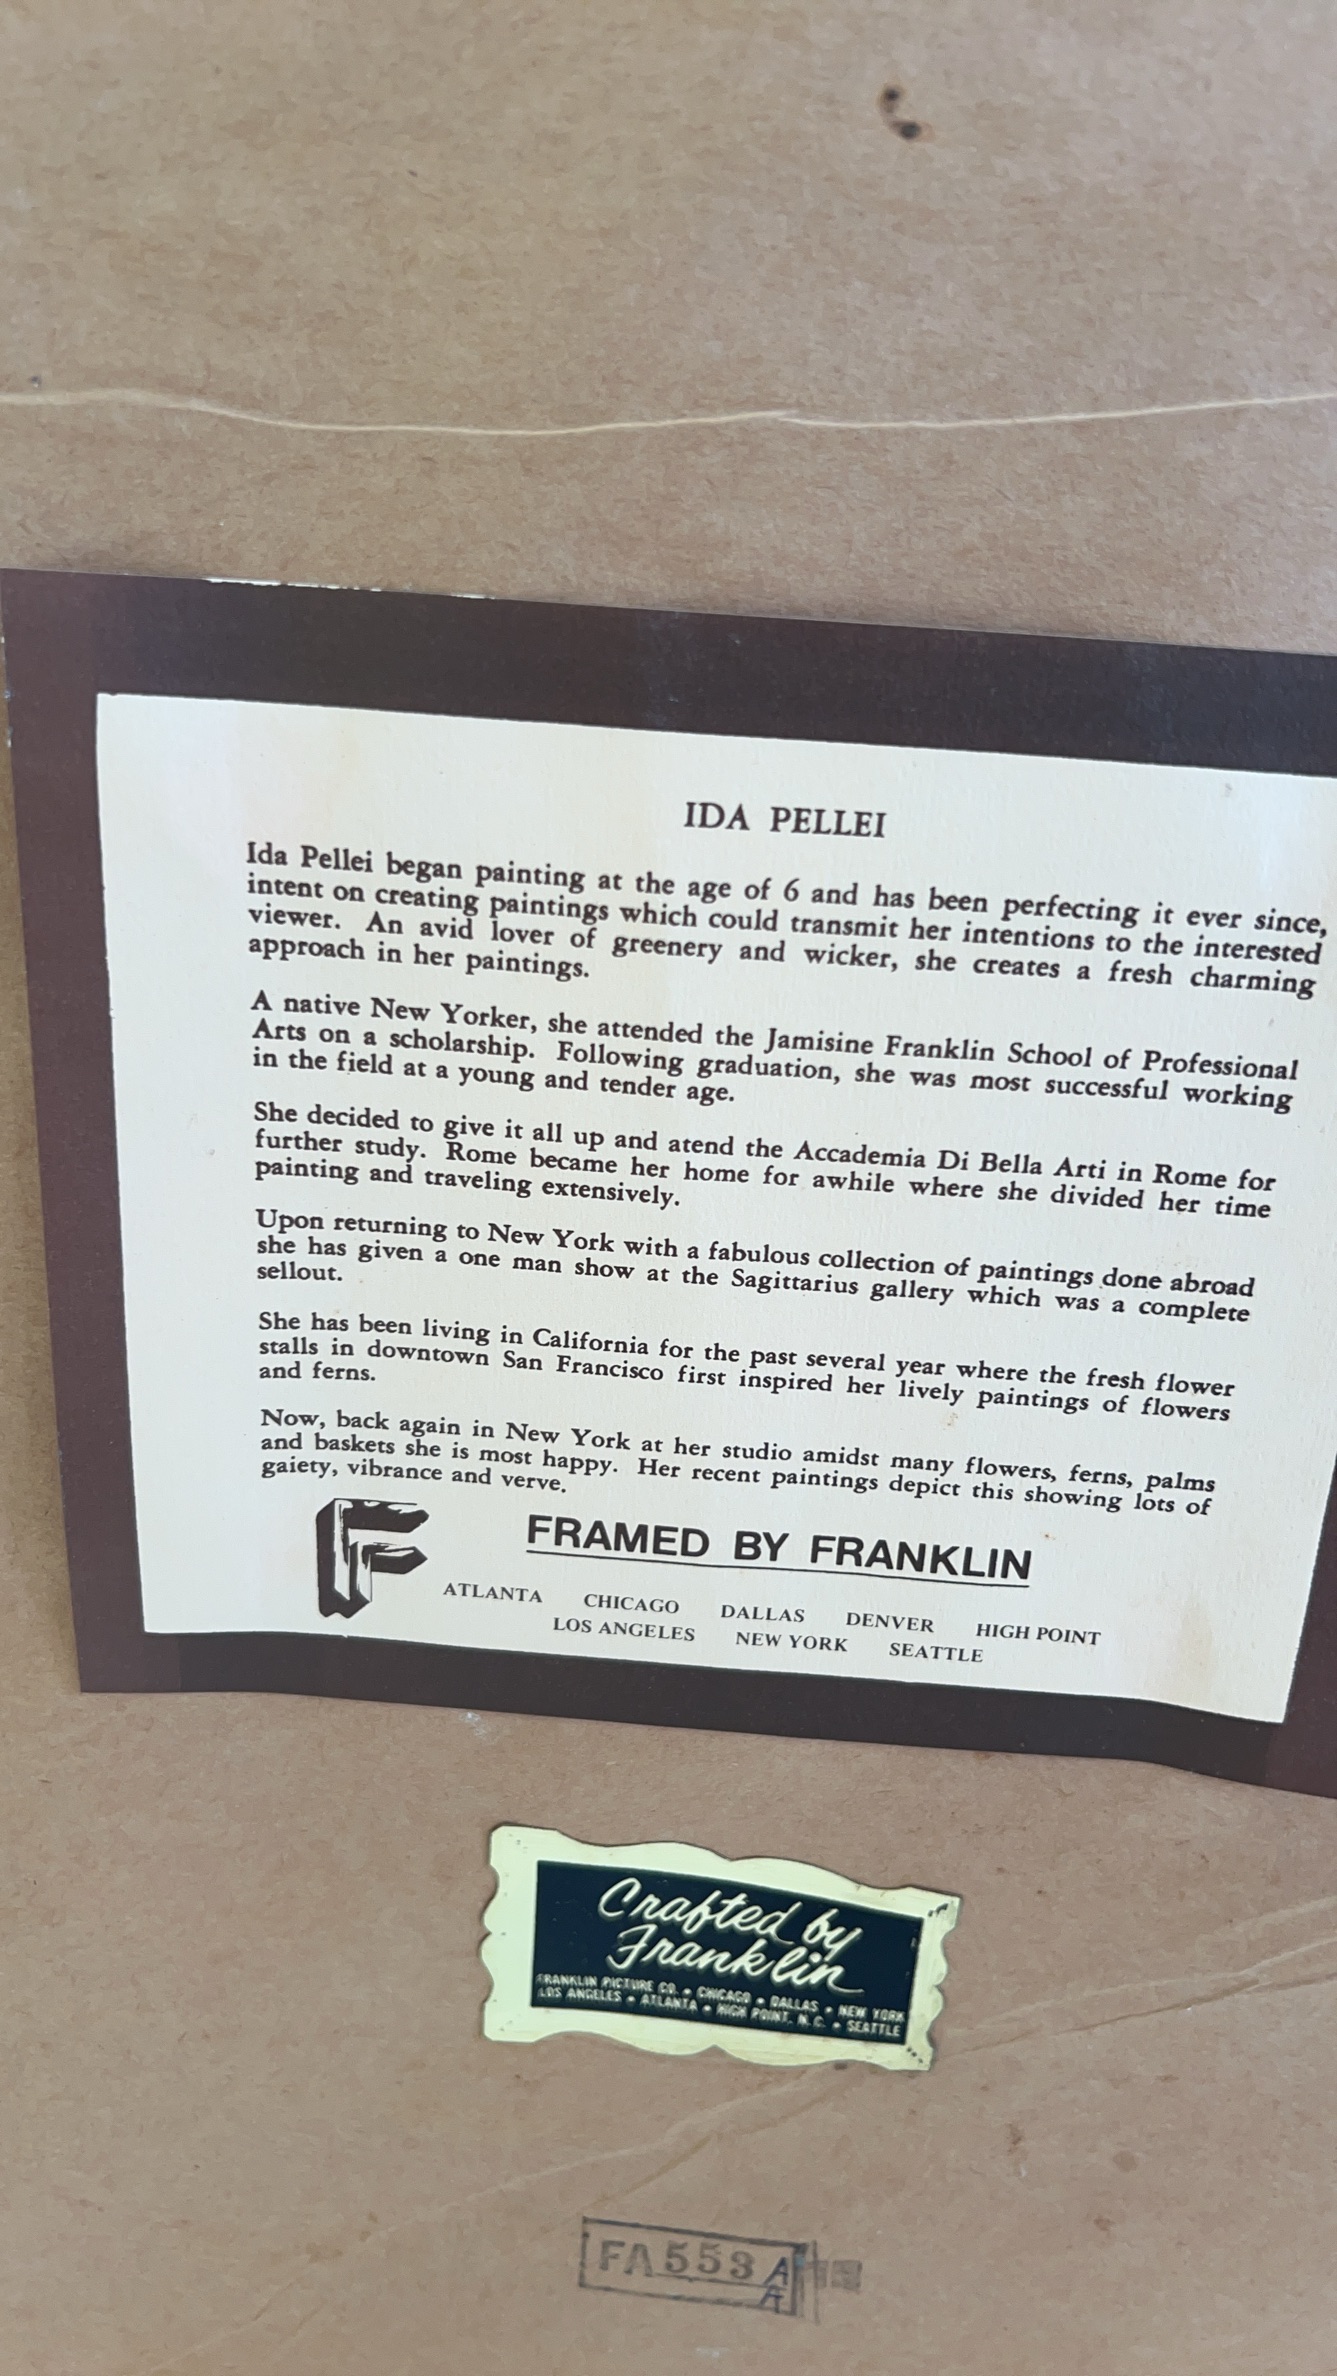 IDA PELLEI
Ida Pellei began painting at the age of 6 and has been perfecting it ever since,
intent on creating paintings which could transmit her intentions to the interested
viewer. An avid lover of greenery and wicker, she creates a fresh charming
approach in her paintings.
A native New Yorker, she attended the Jamisine Franklin School of Professional
Arts on a scholarship. Following graduation, she was most successful working
in the field at a young and tender age.
She decided to give it all up and atend the Accademia Di Bella Arti in Rome for
further study. Rome became her home for awhile where she divided her time
painting and traveling extensively.
Upon returning to New York with a fabulous collection of paintings done abroad
she has given a one man show at the Sagittarius gallery which was a complete
sellout.
She has been living in California for the past several year where the fresh flower
stalls in downtown San Francisco first inspired her lively paintings of flowers
and ferns.
Now, back again in New York at her studio amidst many flowers, ferns, palms
and baskets she is most happy. Her recent paintings depict this showing lots of
gaiety, vibrance and verve.
F
FRAMED BY FRANKLIN
ATLANTA CHICAGO DALLAS DENVER HIGH POINT
LOS ANGELES NEW YORK SEATTLE
Crafted by
Franklin
FRANKLIN PICTURE CO. • CHICAGO • DALLAS • NEW YORK
LOS ANGELES • ATLANTA • HIGH POINT, N. C. • SEATTLE
FA553A